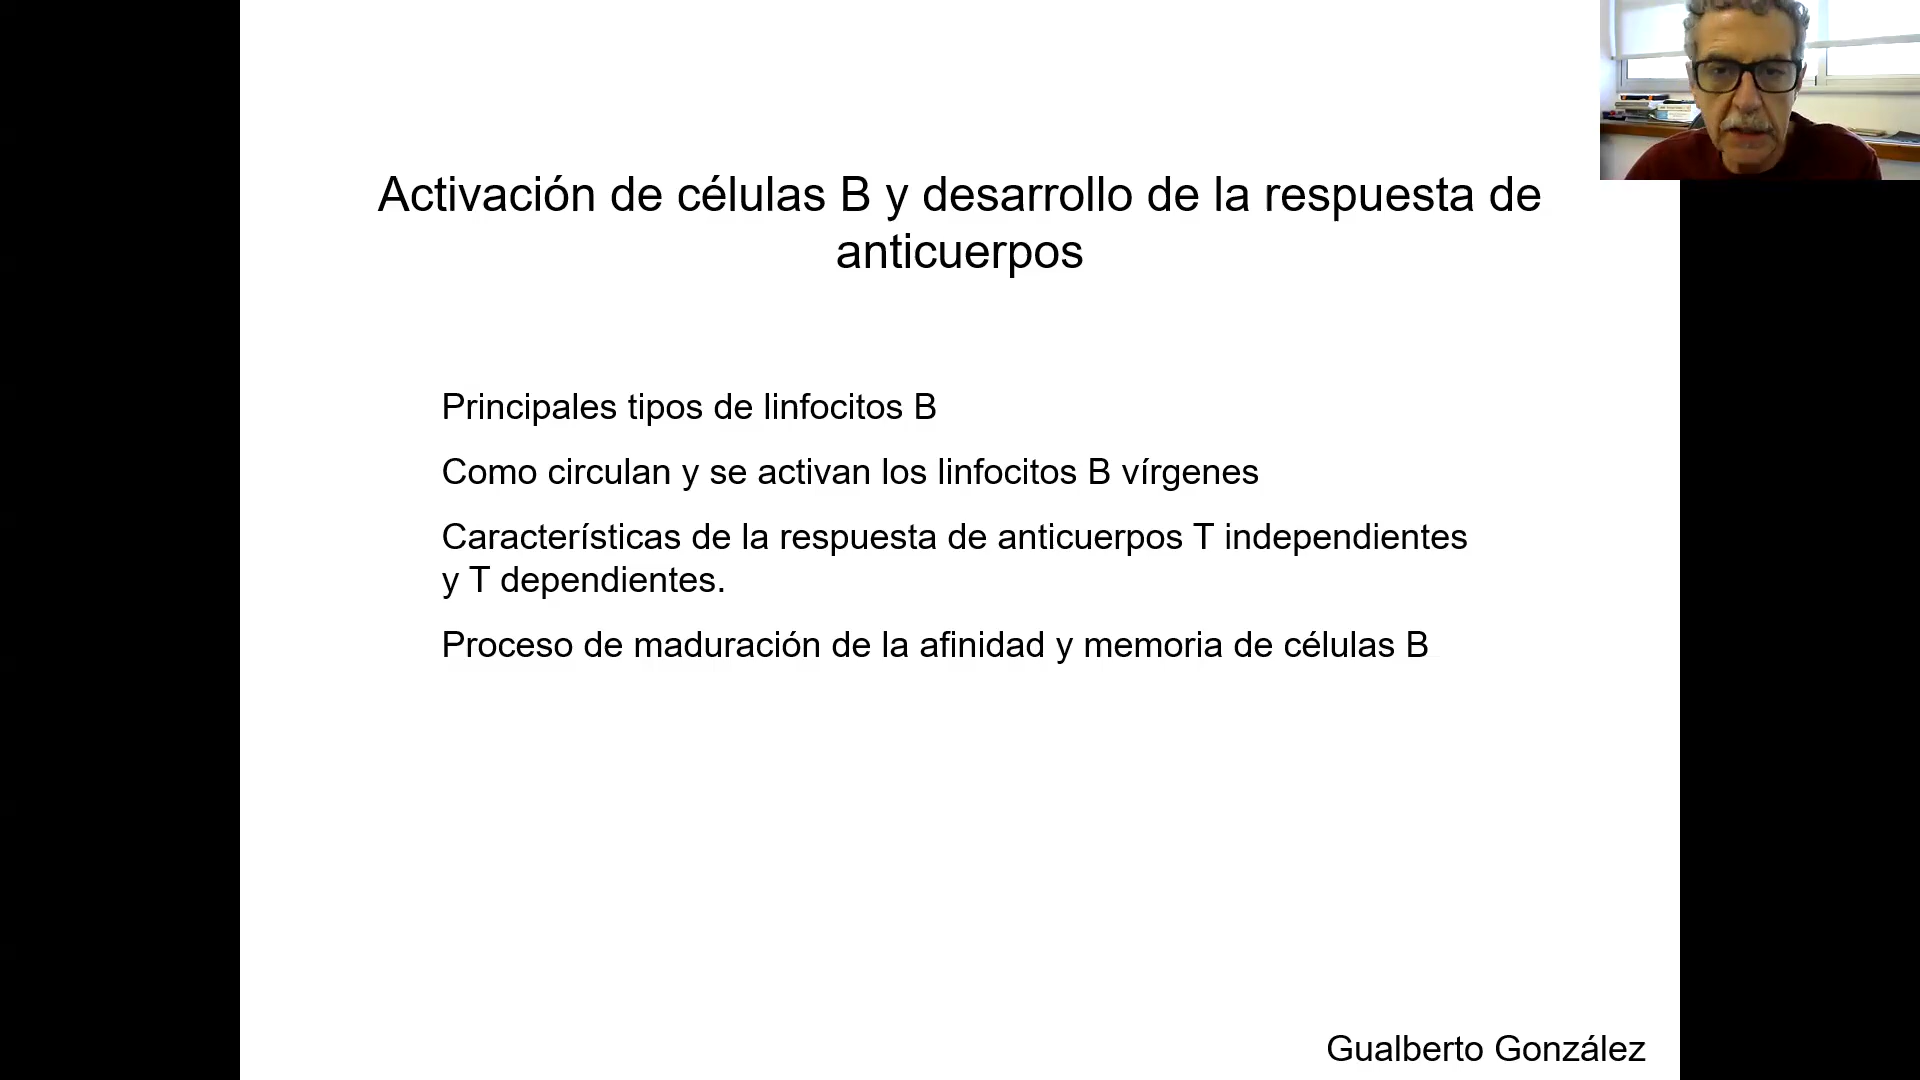 Activación de células B y desarrollo de la respuesta de
anticuerpos
Principales tipos de linfocitos B
Como circulan y se activan los linfocitos B vírgenes
Características de la respuesta de anticuerpos T independientes
y T dependientes.
Proceso de maduración de la afinidad y memoria de células B
Gualberto González